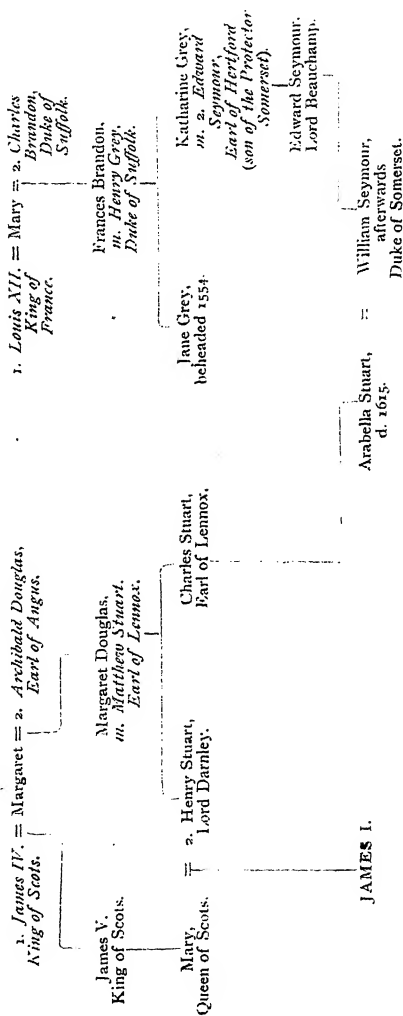 1. James IV. = Margaret = 2. Archibald Douglas,
King of Scots.
Earl of Angus.
1. Louis XII. = Mary = 2. Charles
King of
France.
Brandon,
Duke of
Suffolk.
James V.
King of Scots.
Margaret Douglas,
m. Matthew Stuart,
Earl of Lennox.
Frances Brandon,
m. Henry Grey,
Duke of Suffolk.
Mary,
Queen of Scots.
=
2. Henry Stuart,
Lord Darnley.
Charles Stuart,
Earl of Lennox.
Jane Grey,
beheaded 1554.
Katharine Grey,
m. 2. Edward
Seymour,
Earl of Hertford
(son of the Protector
Somerset).
Edward Seymour,
Lord Beauchamp.
JAMES I.
Arabella Stuart,
d. 1615.
=
William Seymour,
afterwards
Duke of Somerset.